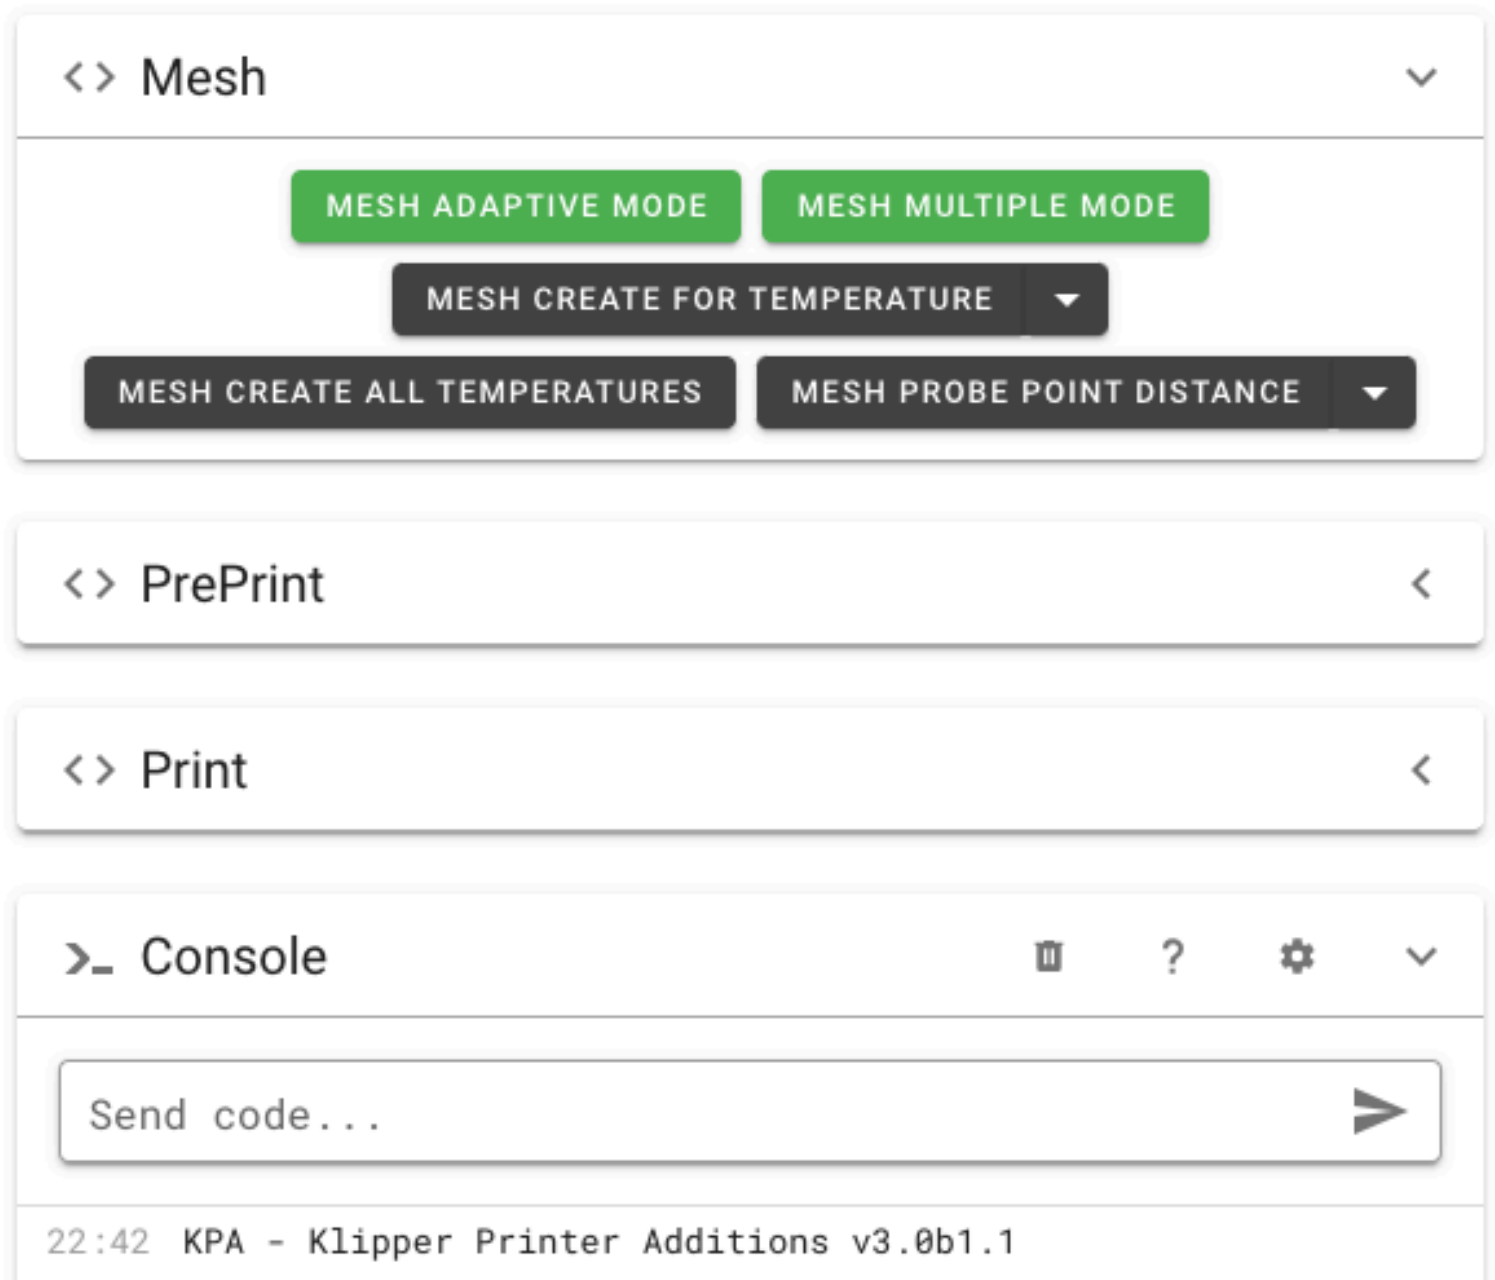 Mesh
MESH ADAPTIVE MODE MESH MULTIPLE MODE
MESH CREATE FOR TEMPERATURE
MESH CREATE ALL TEMPERATURES MESH PROBE POINT DISTANCE
PrePrint
Print
Console
Send code...
22:42 KPA - Klipper Printer Additions v3.0b1.1